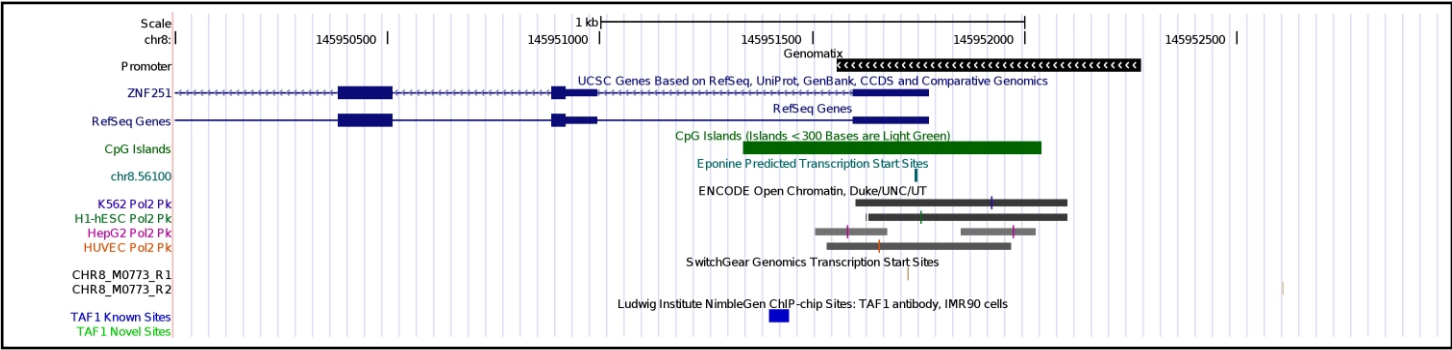 Scale 1 kb
chr8: 145950500 145951000 145951500 145952000 145952500
Genomatix
Promoter
UCSC Genes Based on RefSeq, UniProt, GenBank, CCDS and Comparative Genomics
ZNF251
RefSeq Genes
RefSeq Genes
CpG Islands (Islands < 300 Bases are Light Green)
CpG Islands
Eponine Predicted Transcription Start Sites
chr8.56100
ENCODE Open Chromatin, Duke/UNC/UT
K562 Pol2 Pk
H1-hESC Pol2 Pk
HepG2 Pol2 Pk
HUVEC Pol2 Pk
SwitchGear Genomics Transcription Start Sites
CHR8_M0773_R1
CHR8_M0773_R2
Ludwig Institute NimbleGen ChIP-chip Sites: TAF1 antibody, IMR90 cells
TAF1 Known Sites
TAF1 Novel Sites